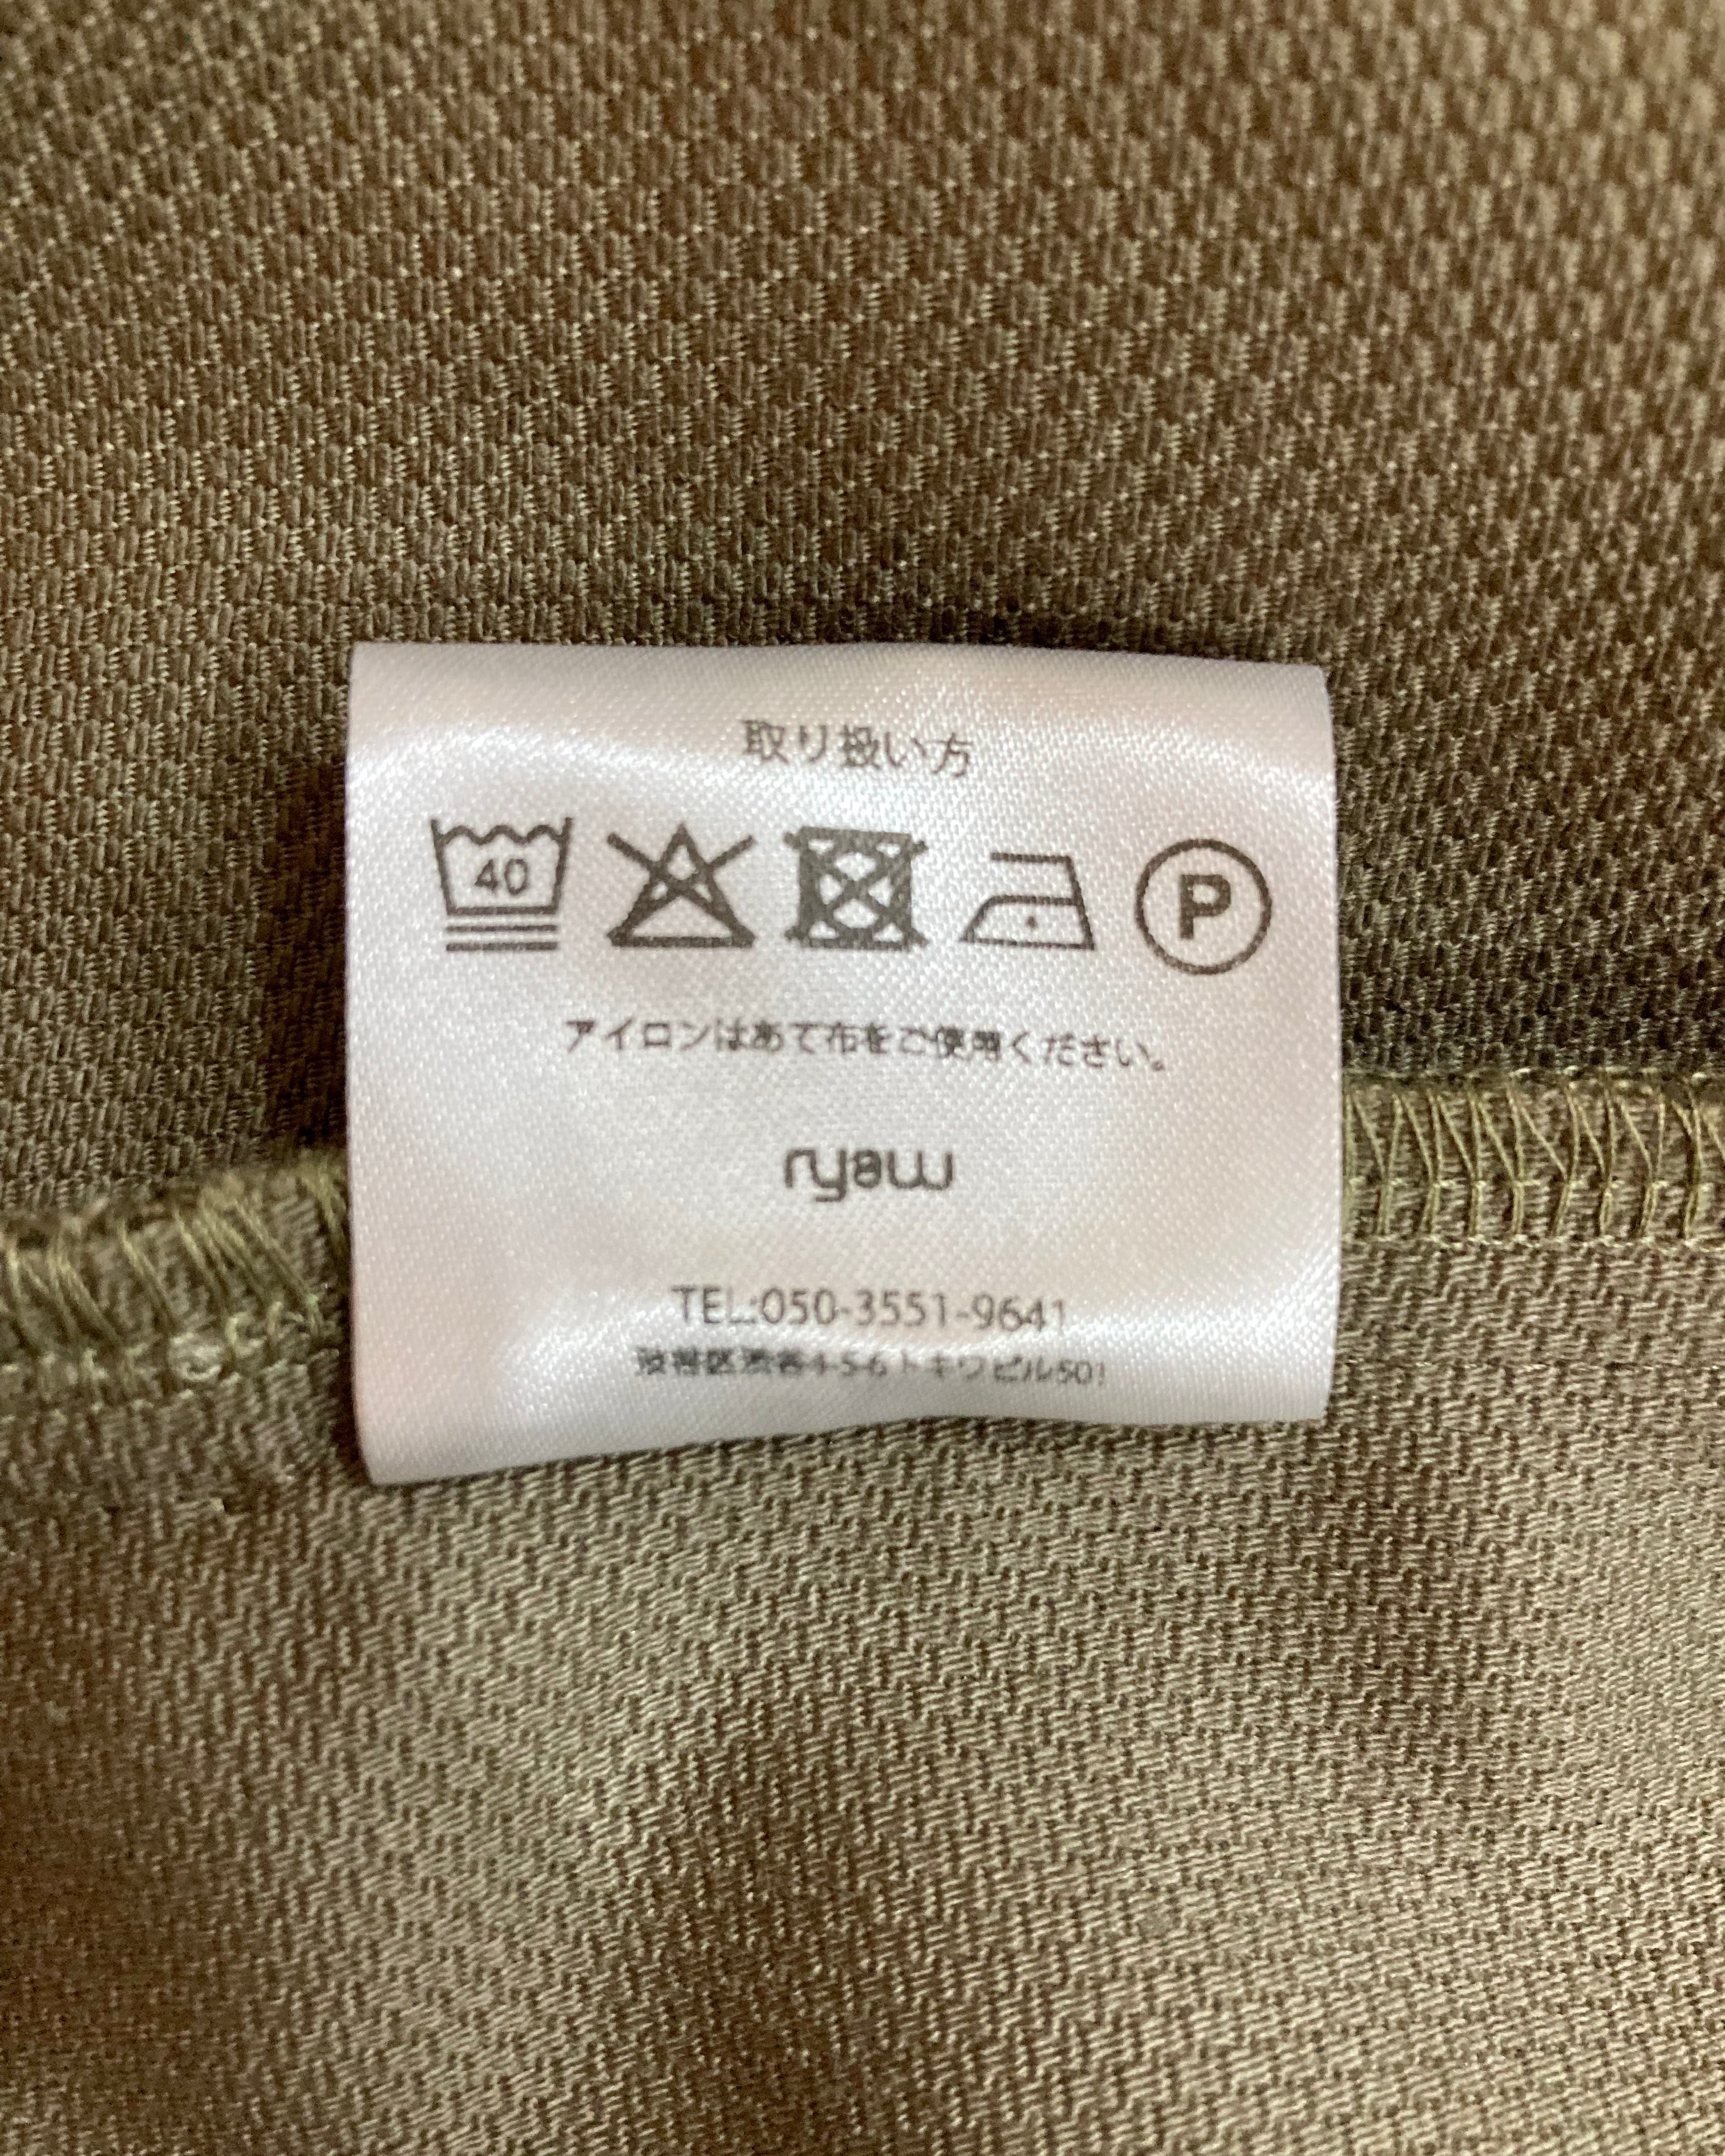 取り扱い方
40
P
アイロンはあて布をご使用ください。
ryaw
TEL:050-3551-9641
渋谷区渋谷4-5-6トキワビル501